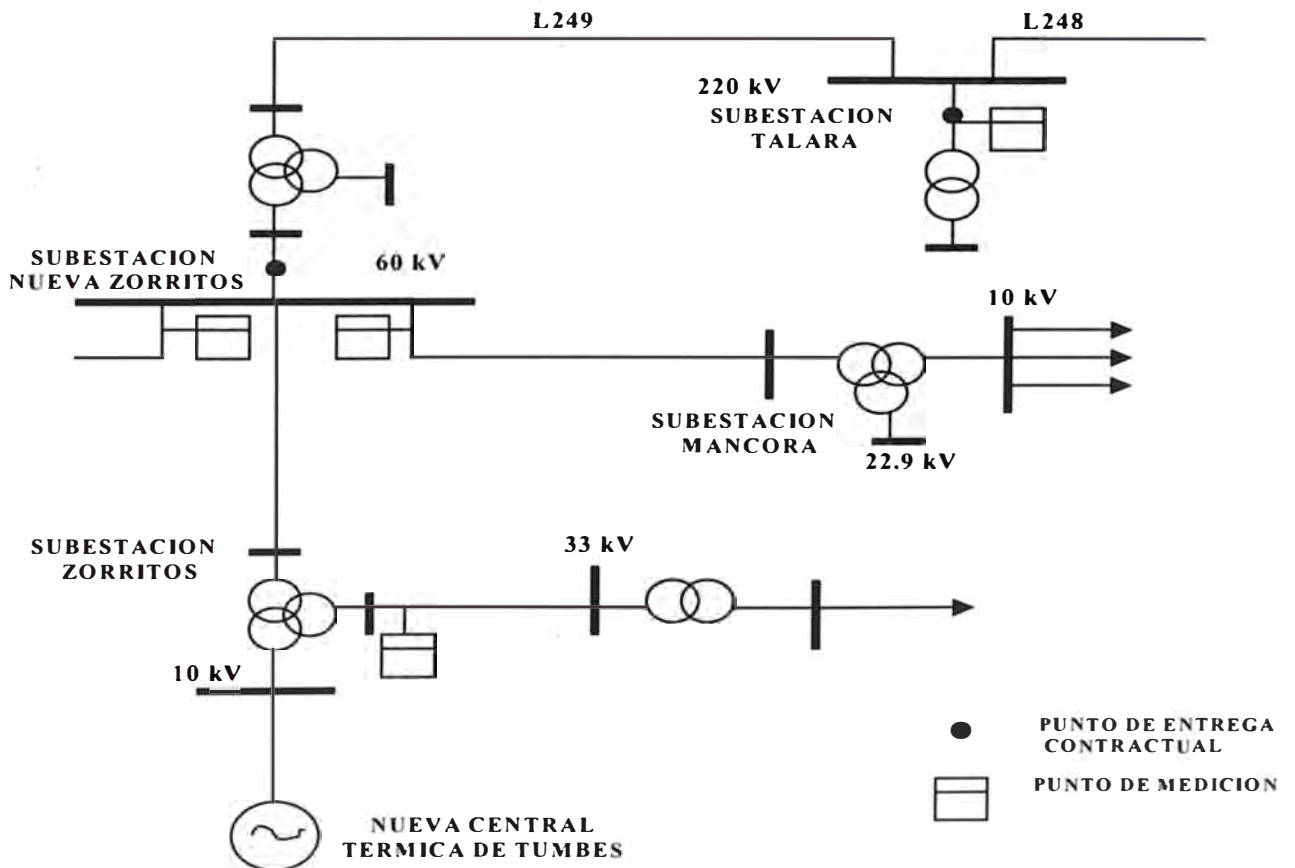 L249
L248
220 kV
SUBESTACION
TALARA
SUBESTACION
NUEVA ZORRITOS
60 kV
10 kV
SUBESTACION
MANCORA
22.9 kV
SUBESTACIÓN
ZORRITOS
33 kV
10 kV
PUNTO DE ENTREGA
CONTRACTUAL
PUNTO DE MEDICION
NUEVA CENTRAL
TERMICA DE TUMBES